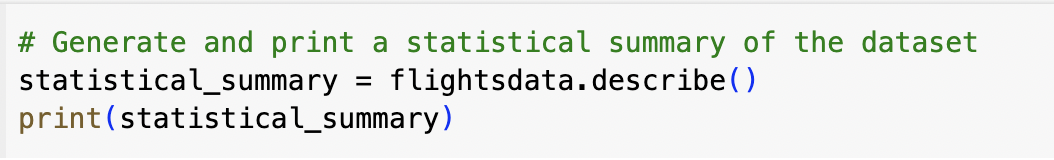 # Generate and print a statistical summary of the dataset
statistical_summary = flightsdata.describe()
print(statistical_summary)